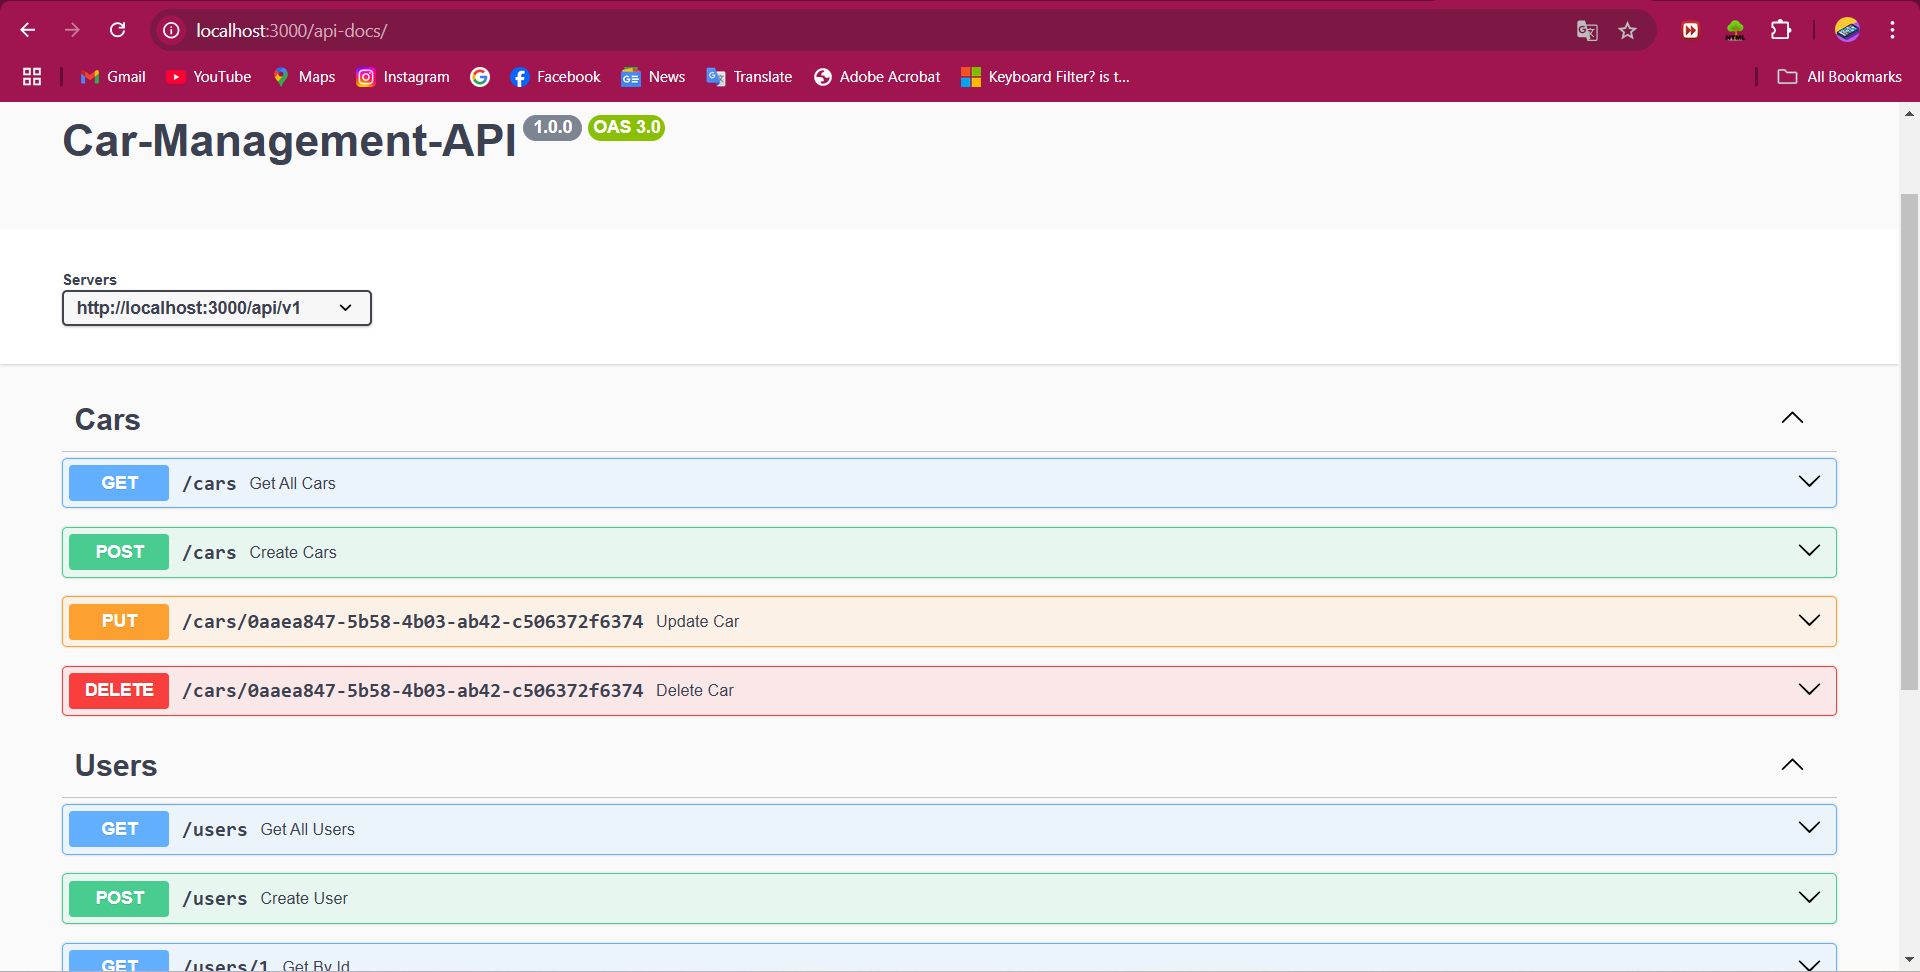 localhost:3000/api-docs/
Gmail YouTube Maps Instagram Facebook News Translate Adobe Acrobat Keyboard Filter? is t... All Bookmarks
Car-Management-API 1.0.0 OAS 3.0
Servers
http://localhost:3000/api/v1
Cars
GET /cars Get All Cars
POST /cars Create Cars
PUT /cars/0aaea847-5b58-4b03-ab42-c506372f6374 Update Car
DELETE /cars/0aaea847-5b58-4b03-ab42-c506372f6374 Delete Car
Users
GET /users Get All Users
POST /users Create User
GET /users/1 Get By Id